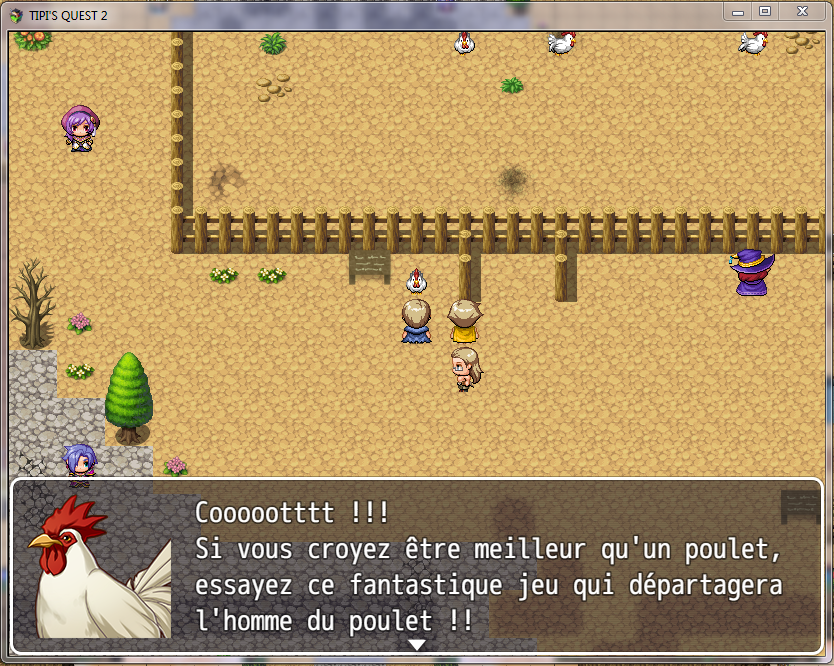 TIPI'S QUEST 2
Coooootttt !!!
Si vous croyez être meilleur qu'un poulet,
essayez ce fantastique jeu qui départagera
l'homme du poulet !!